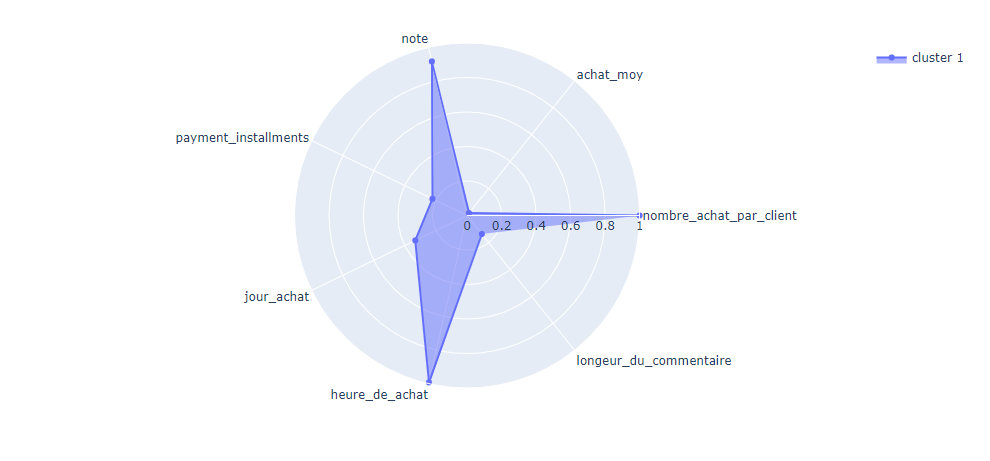 note
achat_moy
cluster 1
payment_installments
nombre_achat_par_client
0 0.2 0.4 0.6 0.8 1
jour_achat
longeur_du_commentaire
heure_de_achat